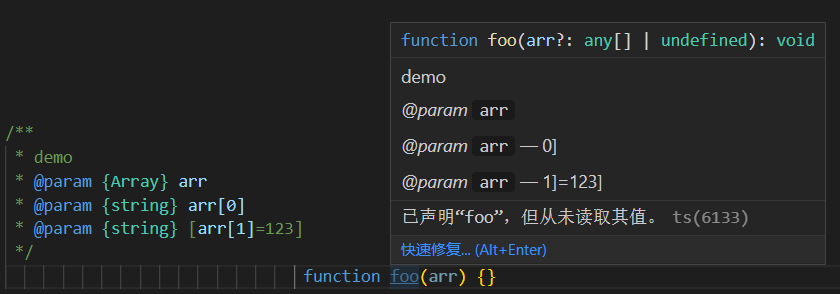 function foo(arr?: any[] | undefined): void
demo
@param arr
@param arr — 0]
@param arr — 1]=123]
已声明“foo”，但从未读取其值。 ts(6133)
快速修复... (Alt+Enter)
/**
* demo
* @param {Array} arr
* @param {string} arr[0]
* @param {string} [arr[1]=123]
*/
function foo(arr) {}